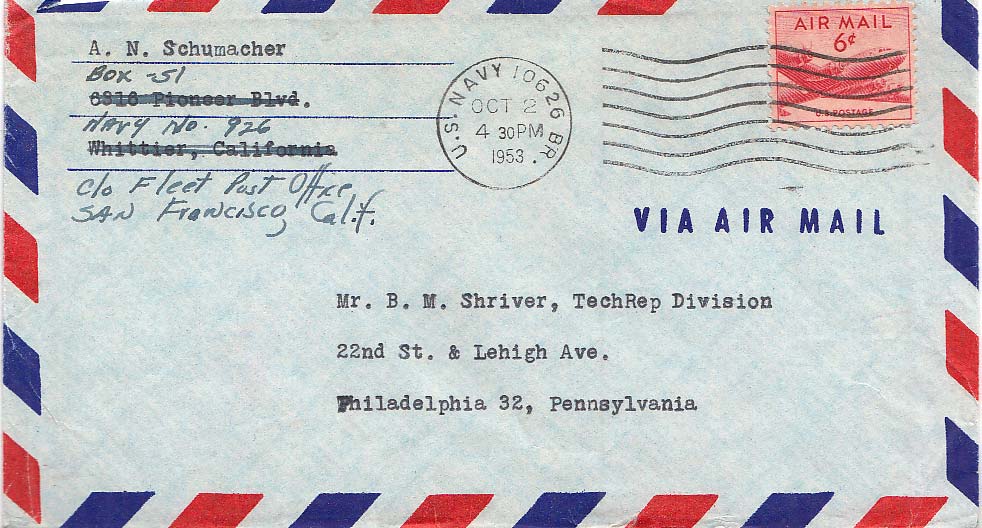 A. N. Schumacher
Box -51
6816 Pioneer Blvd.
Navy No. 926
Whittier, California
c/o Fleet Post Office
SAN FRANCISCO, Calif.
U.S. NAVY 10626 BR.
OCT 2
4 30PM
1953
AIR MAIL
6¢
U.S. POSTAGE
VIA AIR MAIL
Mr. B. M. Shriver, TechRep Division
22nd St. & Lehigh Ave.
Philadelphia 32, Pennsylvania